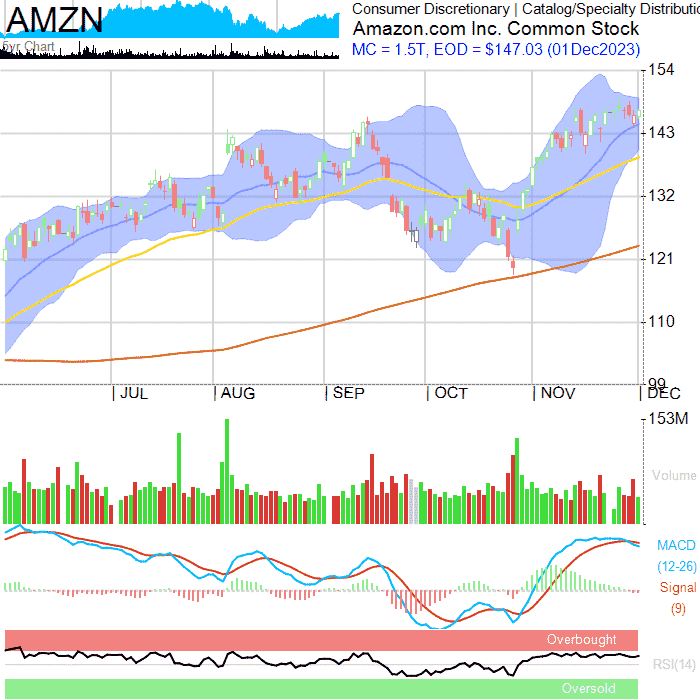 AMZN
5yr Chart
Consumer Discretionary | Catalog/Specialty Distributio
Amazon.com Inc. Common Stock
MC = 1.5T, EOD = $147.03 (01Dec2023)
154
143
132
121
110
99
| JUL
| AUG
| SEP
| OCT
| NOV
| DEC
153M
Volume
MACD
(12-26)
Signal
(9)
Overbought
RSI(14)
Oversold